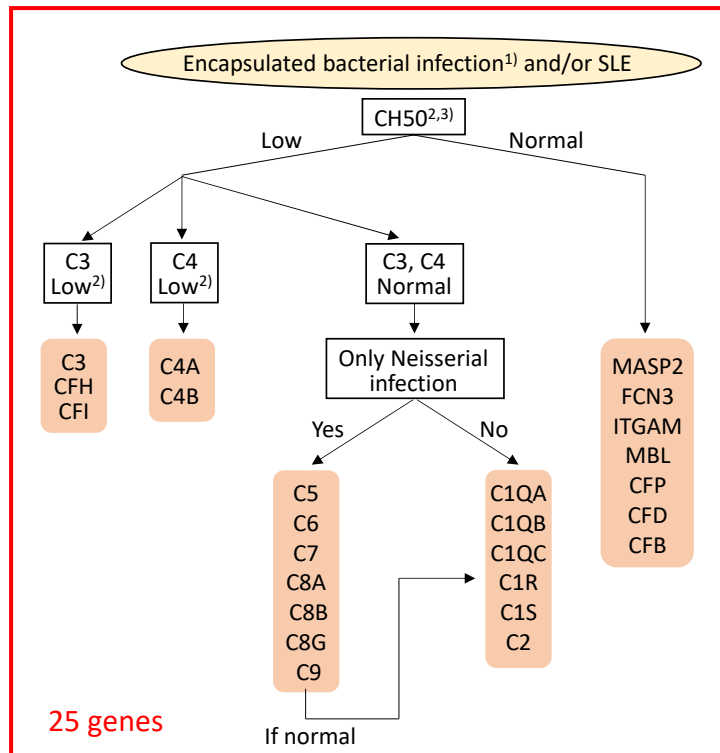 Encapsulated bacterial infection¹⁾ and/or SLE
CH50²,³⁾
Low
Normal
C3
Low²⁾
C4
Low²⁾
C3, C4
Normal
C3
CFH
CFI
C4A
C4B
Only Neisserial
infection
MASP2
FCN3
ITGAM
MBL
CFP
CFD
CFB
Yes
No
C5
C6
C7
C8A
C8B
C8G
C9
C1QA
C1QB
C1QC
C1R
C1S
C2
If normal
25 genes